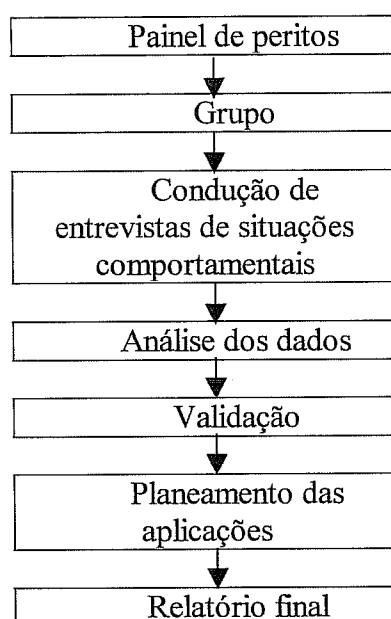 Painel de peritos
Grupo
Condução de
entrevistas de situações
comportamentais
Análise dos dados
Validação
Planeamento das
aplicações
Relatório final